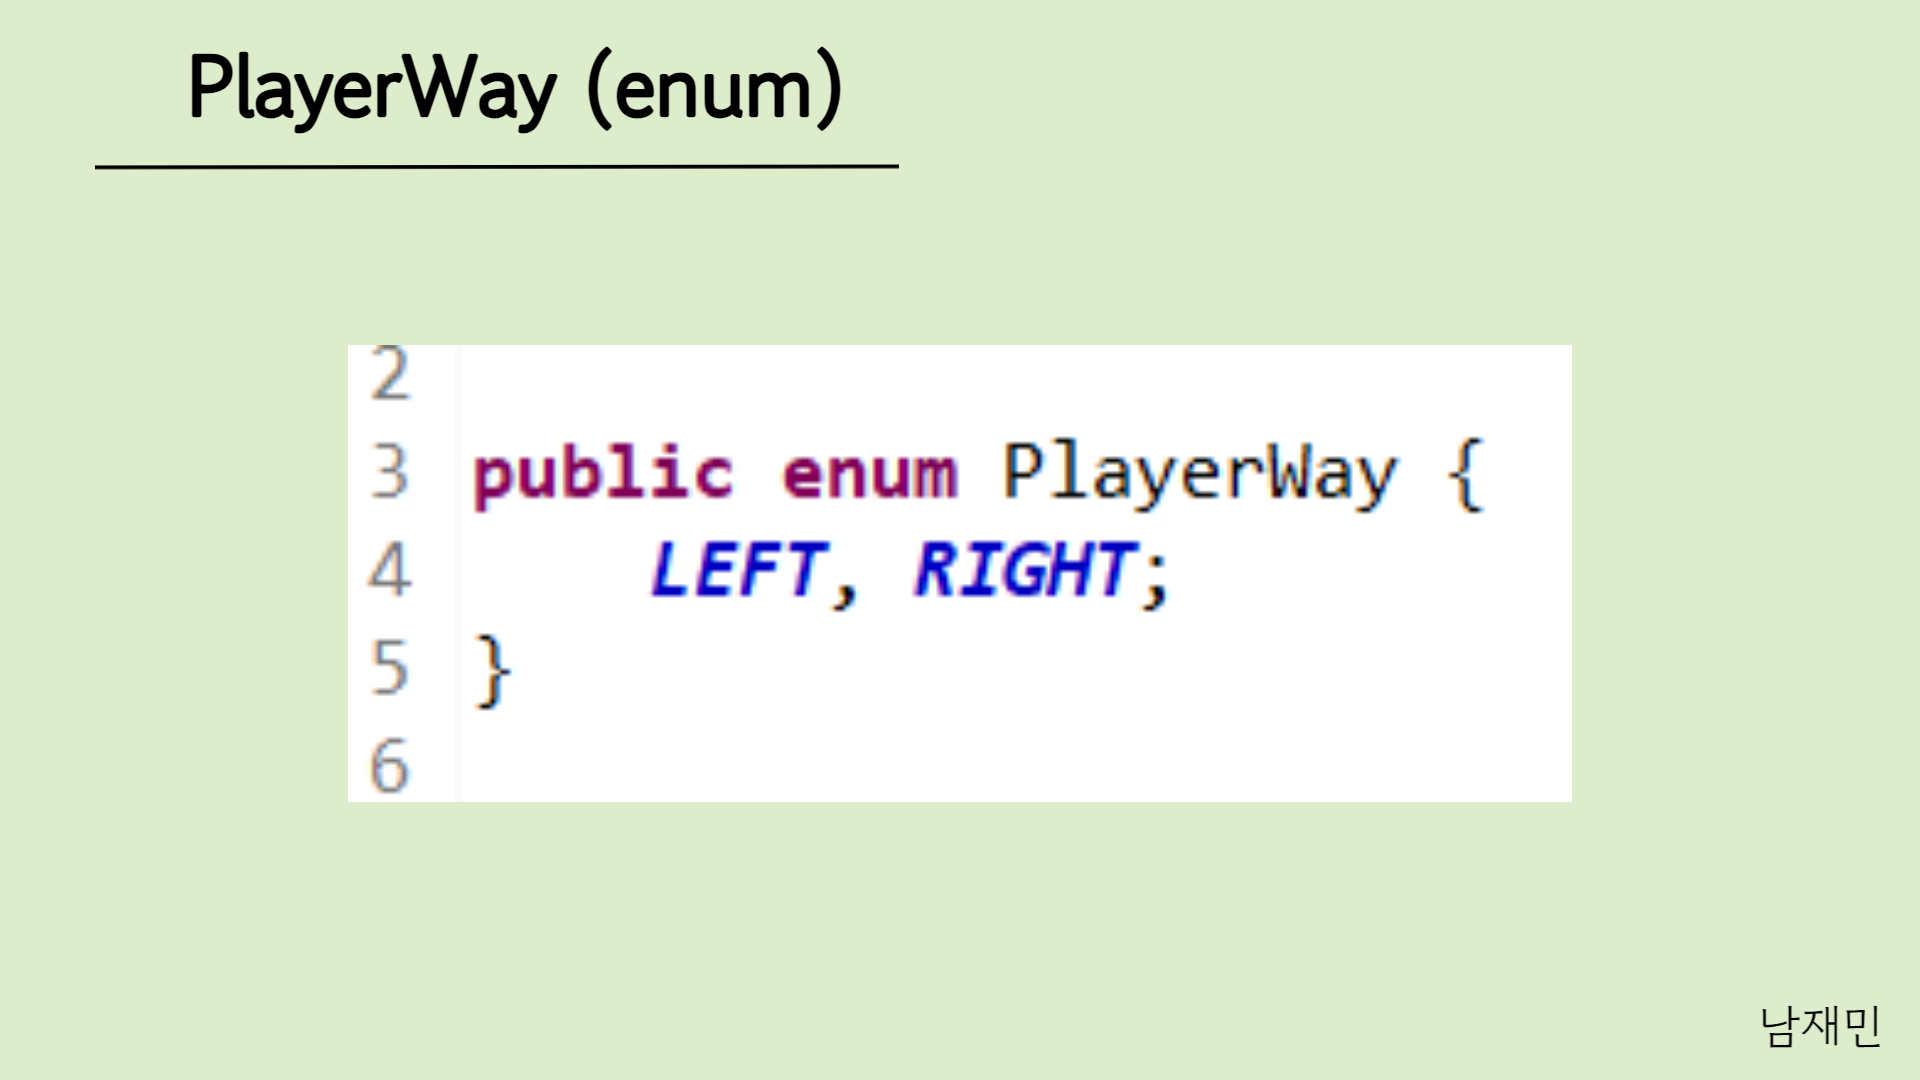 PlayerWay (enum)
2
3 public enum PlayerWay {
4 LEFT, RIGHT;
5 }
6
남재민